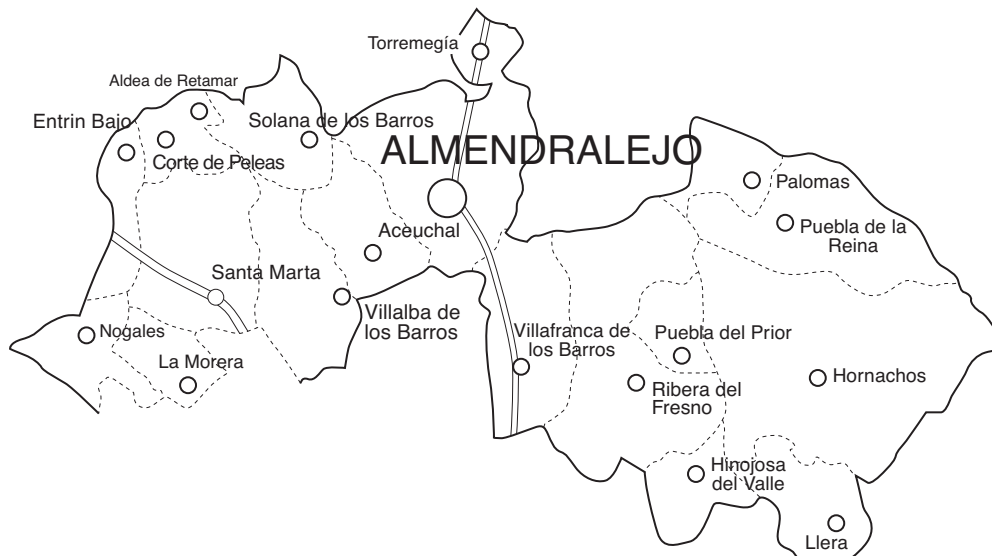 Torremegía
Aldea de Retamar
Entrin Bajo
Solana de los Barros
Corte de Peleas
ALMENDRALEJO
Palomas
Puebla de la
Reina
Aceuchal
Santa Marta
Villalba de
los Barros
Nogales
La Morera
Villafranca de
los Barros
Puebla del Prior
Ribera del
Fresno
Hornachos
Hinojosa
del Valle
Llera